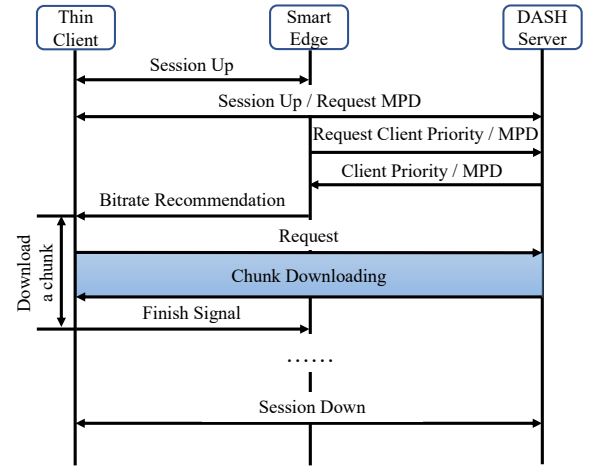 Thin
Client
Smart
Edge
DASH
Server
Session Up
Session Up / Request MPD
Request Client Priority / MPD
Client Priority / MPD
Bitrate Recommendation
Download
a chunk
Request
Chunk Downloading
Finish Signal
......
Session Down